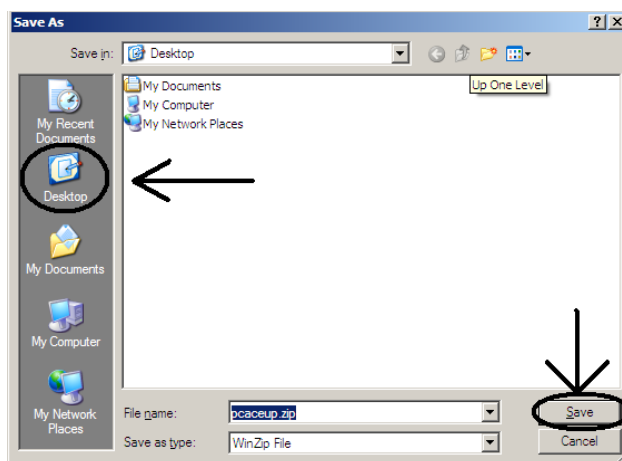 Save As
Save in: Desktop
Up One Level
My Documents
My Computer
My Network Places
My Recent
Documents
Desktop
My Documents
My Computer
My Network
Places
File name: pcaceup.zip Save
Save as type: WinZip File Cancel